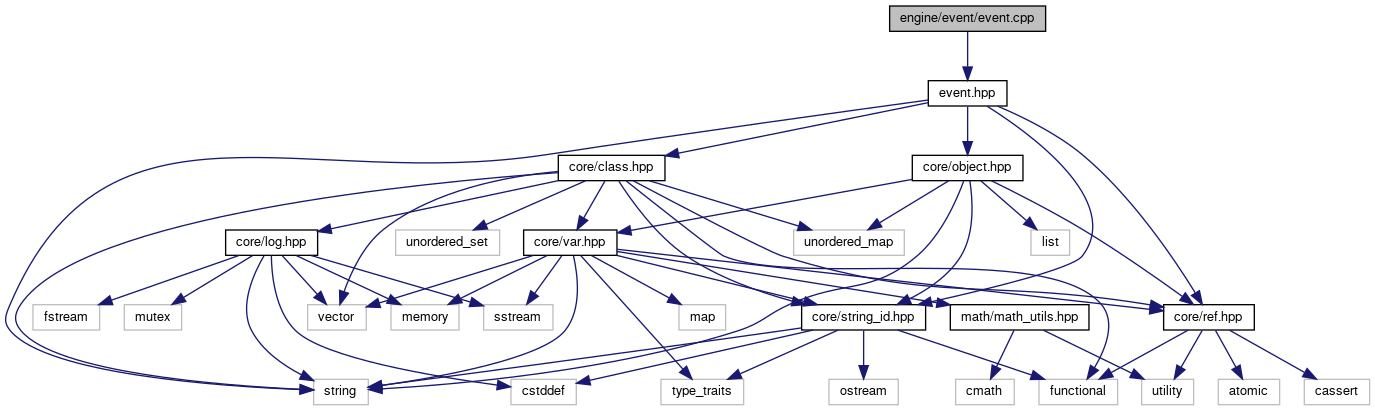 engine/event/event.cpp
event.hpp
core/class.hpp
core/object.hpp
core/log.hpp
unordered_set
core/var.hpp
unordered_map
list
fstream
mutex
vector
memory
sstream
map
core/string_id.hpp
math/math_utils.hpp
core/ref.hpp
string
cstddef
type_traits
ostream
cmath
functional
utility
atomic
cassert